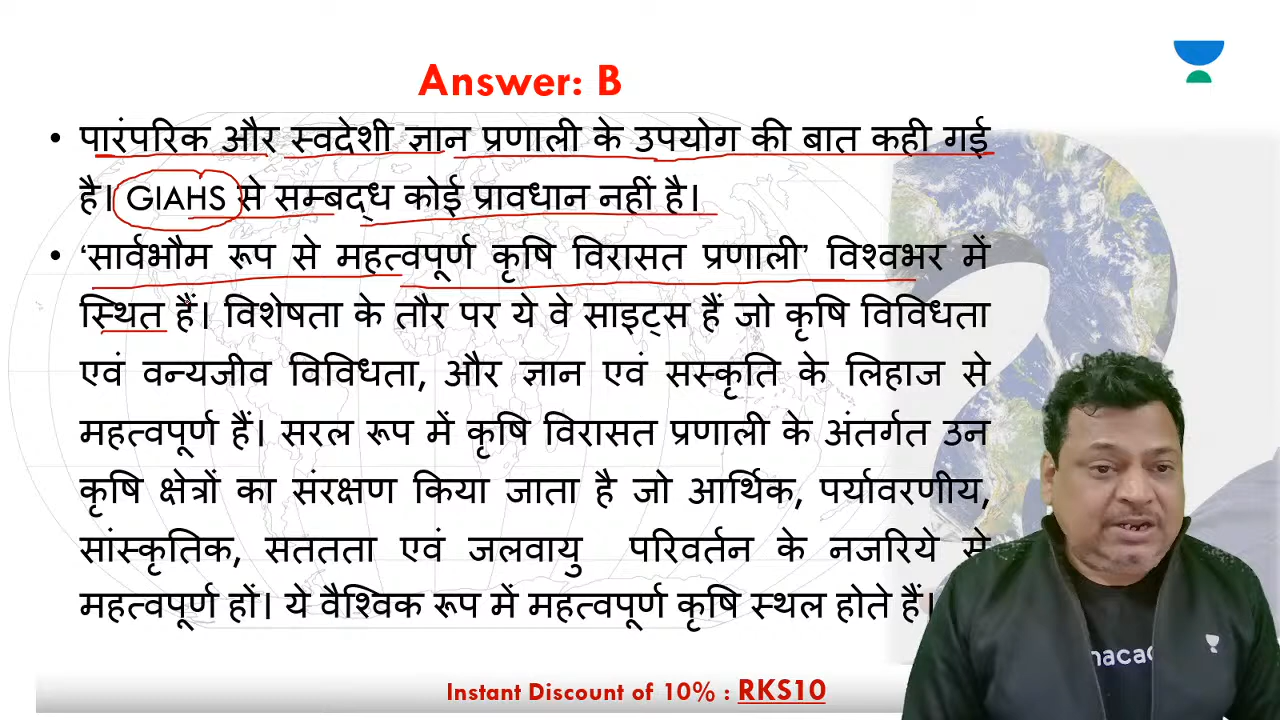 Answer: B
• पारंपरिक और स्वदेशी ज्ञान प्रणाली के उपयोग की बात कही गई
है। GIAHS से सम्बद्ध कोई प्रावधान नहीं है।
• ‘सार्वभौम रूप से महत्वपूर्ण कृषि विरासत प्रणाली’ विश्वभर में
स्थित हैं। विशेषता के तौर पर ये वे साइट्स हैं जो कृषि विविधता
एवं वन्यजीव विविधता, और ज्ञान एवं सस्कृति के लिहाज से
महत्वपूर्ण हैं। सरल रूप में कृषि विरासत प्रणाली के अंतर्गत उन
कृषि क्षेत्रों का संरक्षण किया जाता है जो आर्थिक, पर्यावरणीय,
सांस्कृतिक, सततता एवं जलवायु परिवर्तन के नजरिये से
महत्वपूर्ण हों। ये वैश्विक रूप में महत्वपूर्ण कृषि स्थल होते हैं।
Instant Discount of 10% : RKS10